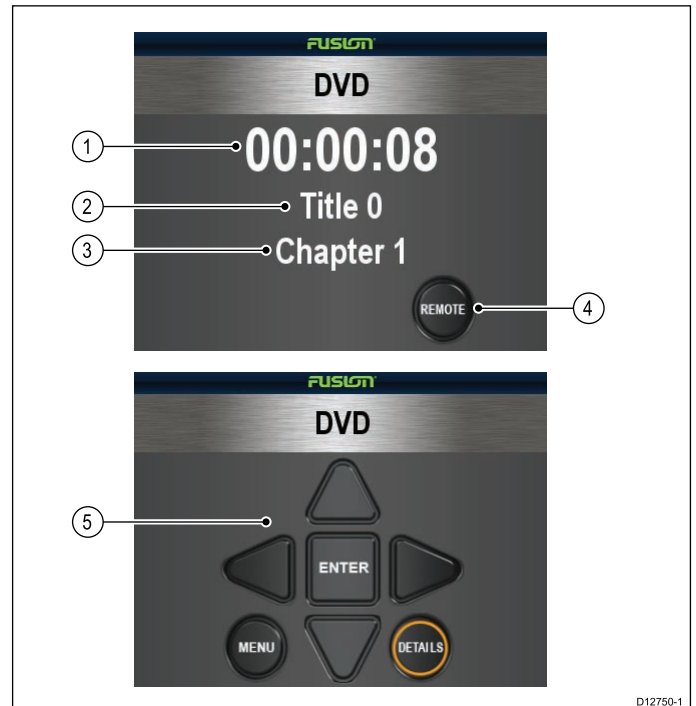 FUSION
DVD
1
00:00:08
2
Title 0
3
Chapter 1
REMOTE
4
FUSION
DVD
5
ENTER
MENU
DETAILS
D12750-1